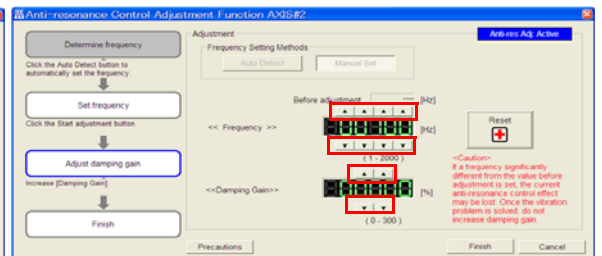 Anti-resonance Control Adjustment Function AXIS#2
Adjustment
Anti-res Adj. Active
Determine frequency
Frequency Setting Methods
Auto Detect
Manual Set
Click the Auto Detect button to
automatically set the frequency.
Set frequency
Before adjustment --- [Hz]
Click the Start adjustment button.
<< Frequency >>
[Hz]
Reset
( 1 - 2000 )
Adjust damping gain
<Caution>
If a frequency significantly
different from the value before
adjustment is set, the current
anti-resonance control effect
may be lost. Once the vibration
problem is solved, do not
increase damping gain.
Increase [Damping Gain].
<<Damping Gain>>
[%]
( 0 - 300 )
Finish
Precautions
Finish
Cancel